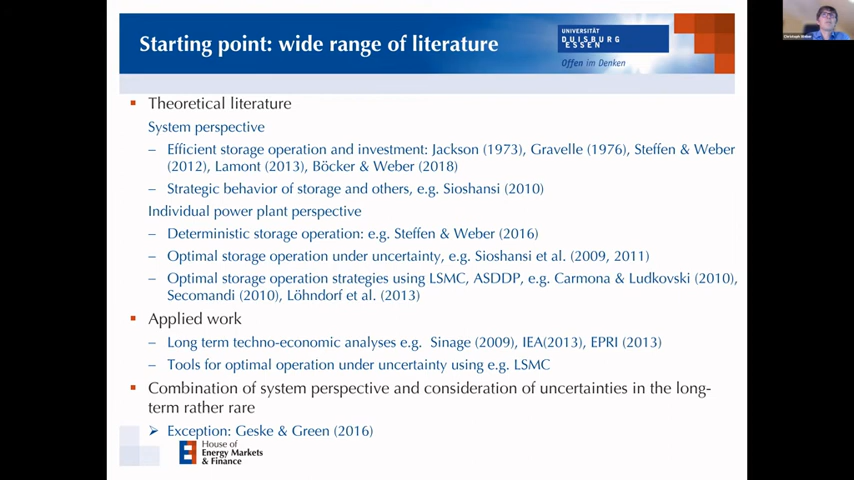 Starting point: wide range of literature
UNIVERSITÄT
DUISBURG
ESSEN
Offen im Denken
Theoretical literature
System perspective
– Efficient storage operation and investment: Jackson (1973), Gravelle (1976), Steffen & Weber
(2012), Lamont (2013), Böcker & Weber (2018)
– Strategic behavior of storage and others, e.g. Sioshansi (2010)
Individual power plant perspective
– Deterministic storage operation: e.g. Steffen & Weber (2016)
– Optimal storage operation under uncertainty, e.g. Sioshansi et al. (2009, 2011)
– Optimal storage operation strategies using LSMC, ASDDP, e.g. Carmona & Ludkovski (2010),
Secomandi (2010), Löhndorf et al. (2013)
Applied work
– Long term techno-economic analyses e.g. Sinage (2009), IEA(2013), EPRI (2013)
– Tools for optimal operation under uncertainty using e.g. LSMC
Combination of system perspective and consideration of uncertainties in the long-
term rather rare
Exception: Geske & Green (2016)
House of
Energy Markets
& Finance